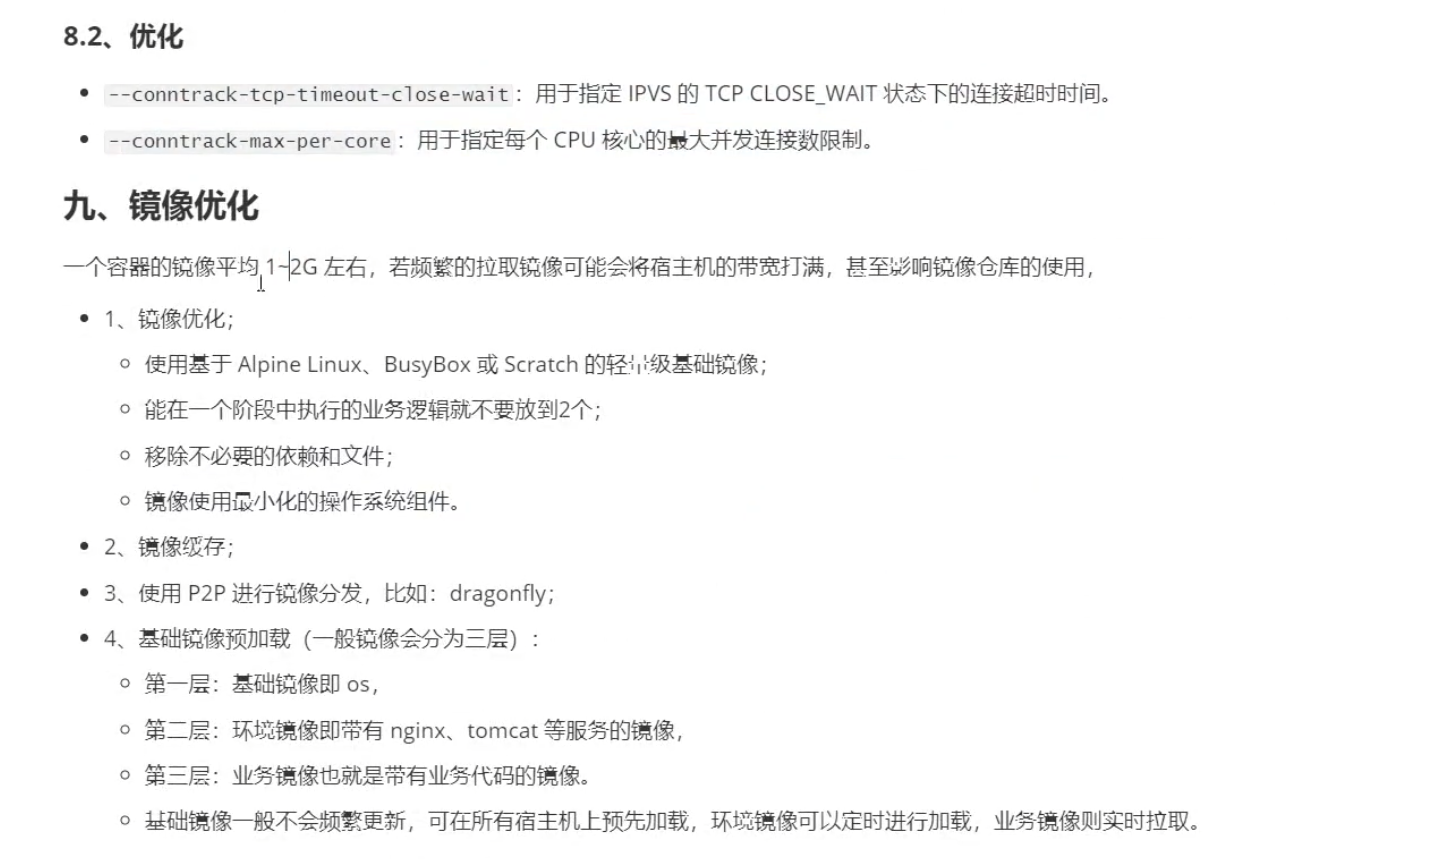 8.2、优化
--conntrack-tcp-timeout-close-wait：用于指定 IPVS 的 TCP CLOSE_WAIT 状态下的连接超时时间。
--conntrack-max-per-core：用于指定每个 CPU 核心的最大并发连接数限制。
九、镜像优化
一个容器的镜像平均 1~2G 左右，若频繁的拉取镜像可能会将宿主机的带宽打满，甚至影响镜像仓库的使用，
1、镜像优化；
使用基于 Alpine Linux、BusyBox 或 Scratch 的轻量级基础镜像；
能在一个阶段中执行的业务逻辑就不要放到2个；
移除不必要的依赖和文件；
镜像使用最小化的操作系统组件。
2、镜像缓存；
3、使用 P2P 进行镜像分发，比如：dragonfly；
4、基础镜像预加载（一般镜像会分为三层）：
第一层：基础镜像即 os，
第二层：环境镜像即带有 nginx、tomcat 等服务的镜像，
第三层：业务镜像也就是带有业务代码的镜像。
基础镜像一般不会频繁更新，可在所有宿主机上预先加载，环境镜像可以定时进行加载，业务镜像则实时拉取。